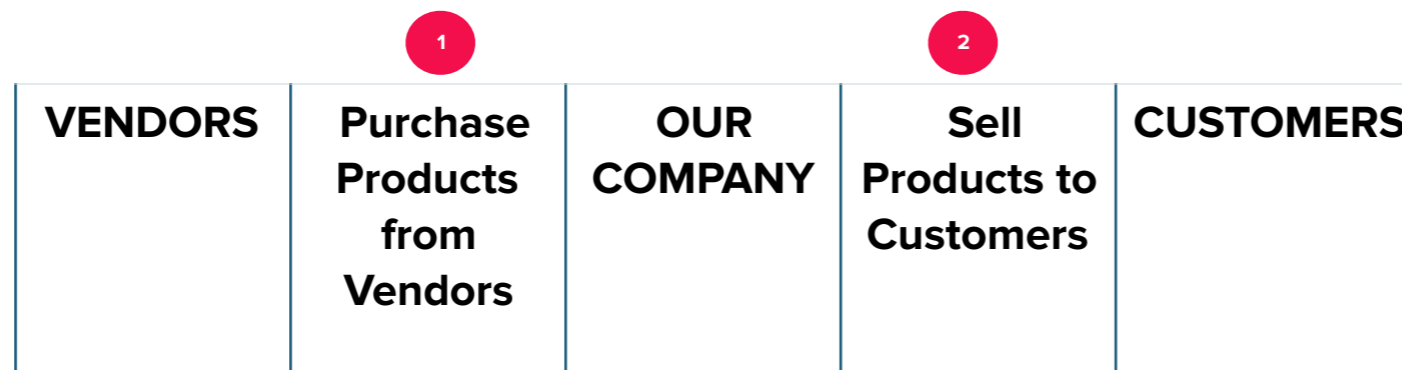 1
2
VENDORS
Purchase
Products
from
Vendors
OUR
COMPANY
Sell
Products to
Customers
CUSTOMERS